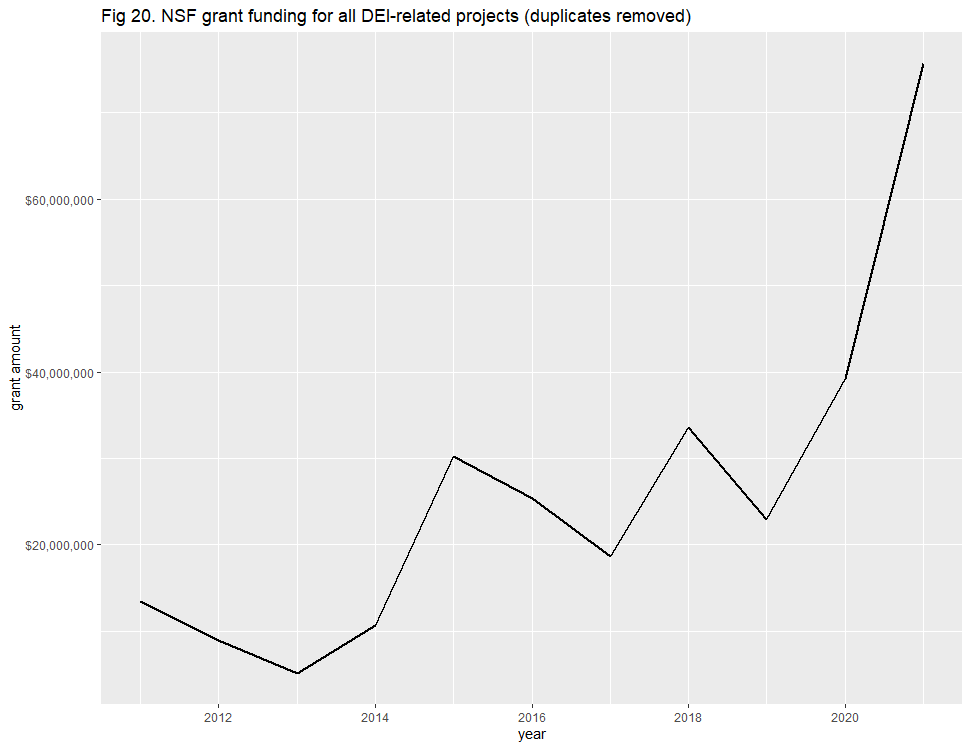 Fig 20. NSF grant funding for all DEI-related projects (duplicates removed)
grant amount
$60,000,000
$40,000,000
$20,000,000
2012 2014 2016 2018 2020
year